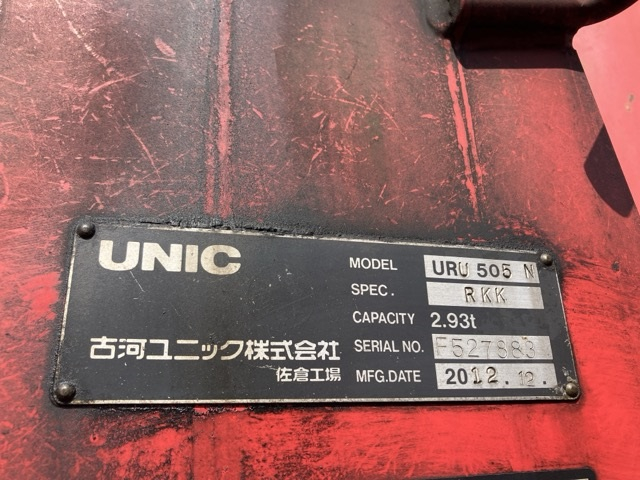 UNIC
MODEL URU 505 N
SPEC. RKK
CAPACITY 2.93t
古河ユニック株式会社 SERIAL NO. F527883
佐倉工場 MFG.DATE 2012.12.